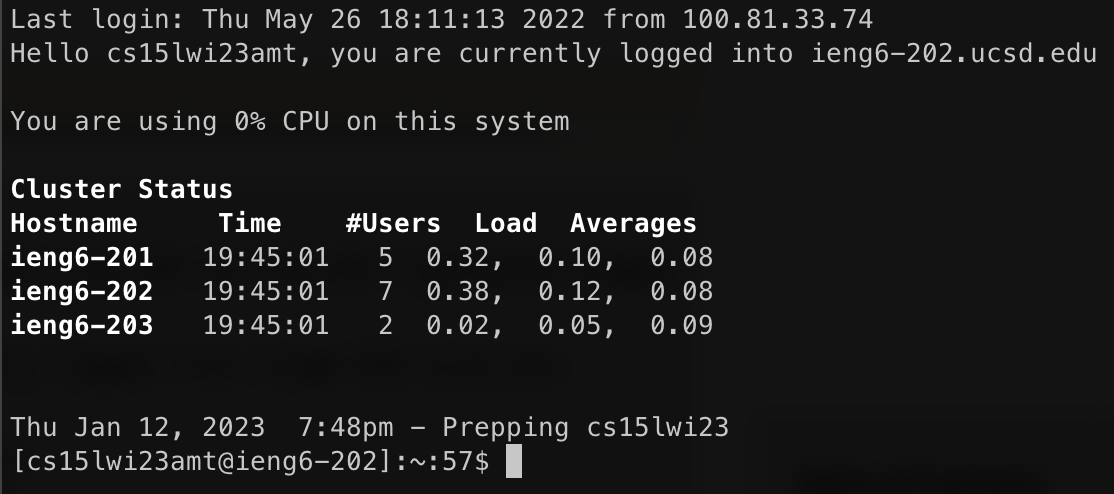 Last login: Thu May 26 18:11:13 2022 from 100.81.33.74
Hello cs15lwi23amt, you are currently logged into ieng6-202.ucsd.edu
You are using 0% CPU on this system
Cluster Status
Hostname     Time    #Users  Load  Averages
ieng6-201   19:45:01   5  0.32,  0.10,  0.08
ieng6-202   19:45:01   7  0.38,  0.12,  0.08
ieng6-203   19:45:01   2  0.02,  0.05,  0.09
Thu Jan 12, 2023  7:48pm - Prepping cs15lwi23
[cs15lwi23amt@ieng6-202]:~:57$